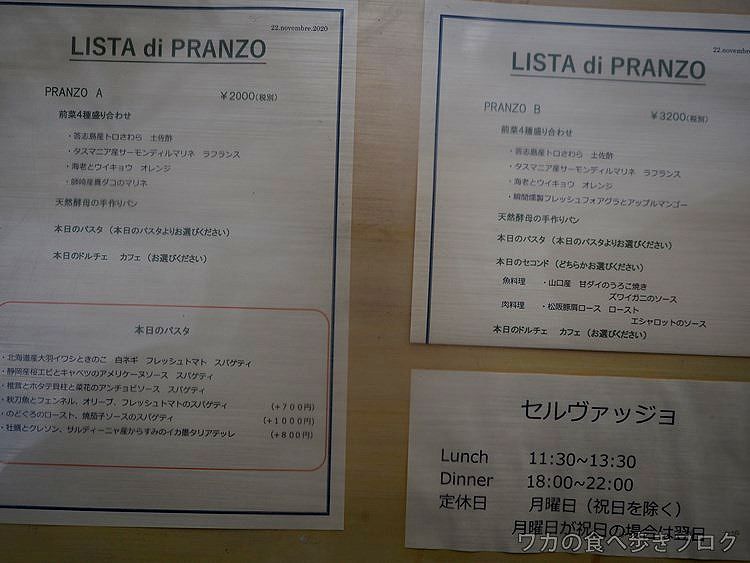 22.novembre.2020
LISTA di PRANZO
PRANZO A ￥2000(税別)
前菜4種盛り合わせ
・答志島産トロさわら 土佐酢
・タスマニア産サーモンディルマリネ ラフランス
・海老とウイキョウ オレンジ
・師崎産真ダコのマリネ
天然酵母の手作りパン
本日のパスタ（本日のパスタよりお選びください）
本日のドルチェ カフェ（お選びください）
本日のパスタ
・北海道産大羽イワシときのこ 白ネギ フレッシュトマト スパゲティ
・静岡産桜エビとキャベツのアメリケーヌソース スパゲティ
・椎茸とホタテ貝柱と菜花のアンチョビソース スパゲティ
・秋刀魚とフェンネル、オリーブ、フレッシュトマトのスパゲティ （+７００円）
・のどぐろのロースト、焼茄子ソースのスパゲティ （+１０００円）
・牡蠣とクレソン、サルディーニャ産からすみのイカ墨タリアテッレ （+８００円）
22.novembre.20
LISTA di PRANZO
PRANZO B ￥3200(税別)
前菜4種盛り合わせ
・答志島産トロさわら 土佐酢
・タスマニア産サーモンディルマリネ ラフランス
・海老とウイキョウ オレンジ
・瞬間燻製フレッシュフォアグラとアップルマンゴー
天然酵母の手作りパン
本日のパスタ（本日のパスタよりお選びください）
本日のセコンド（どちらかお選びください）
魚料理 ・山口産 甘ダイのうろこ焼き
ズワイガニのソース
肉料理 ・松阪豚肩ロース ロースト
エシャロットのソース
本日のドルチェ カフェ（お選びください）
セルヴァッジョ
Lunch 11:30~13:30
Dinner 18:00~22:00
定休日 月曜日（祝日を除く）
月曜日が祝日の場合は翌日
ワカの食べ歩きブログ